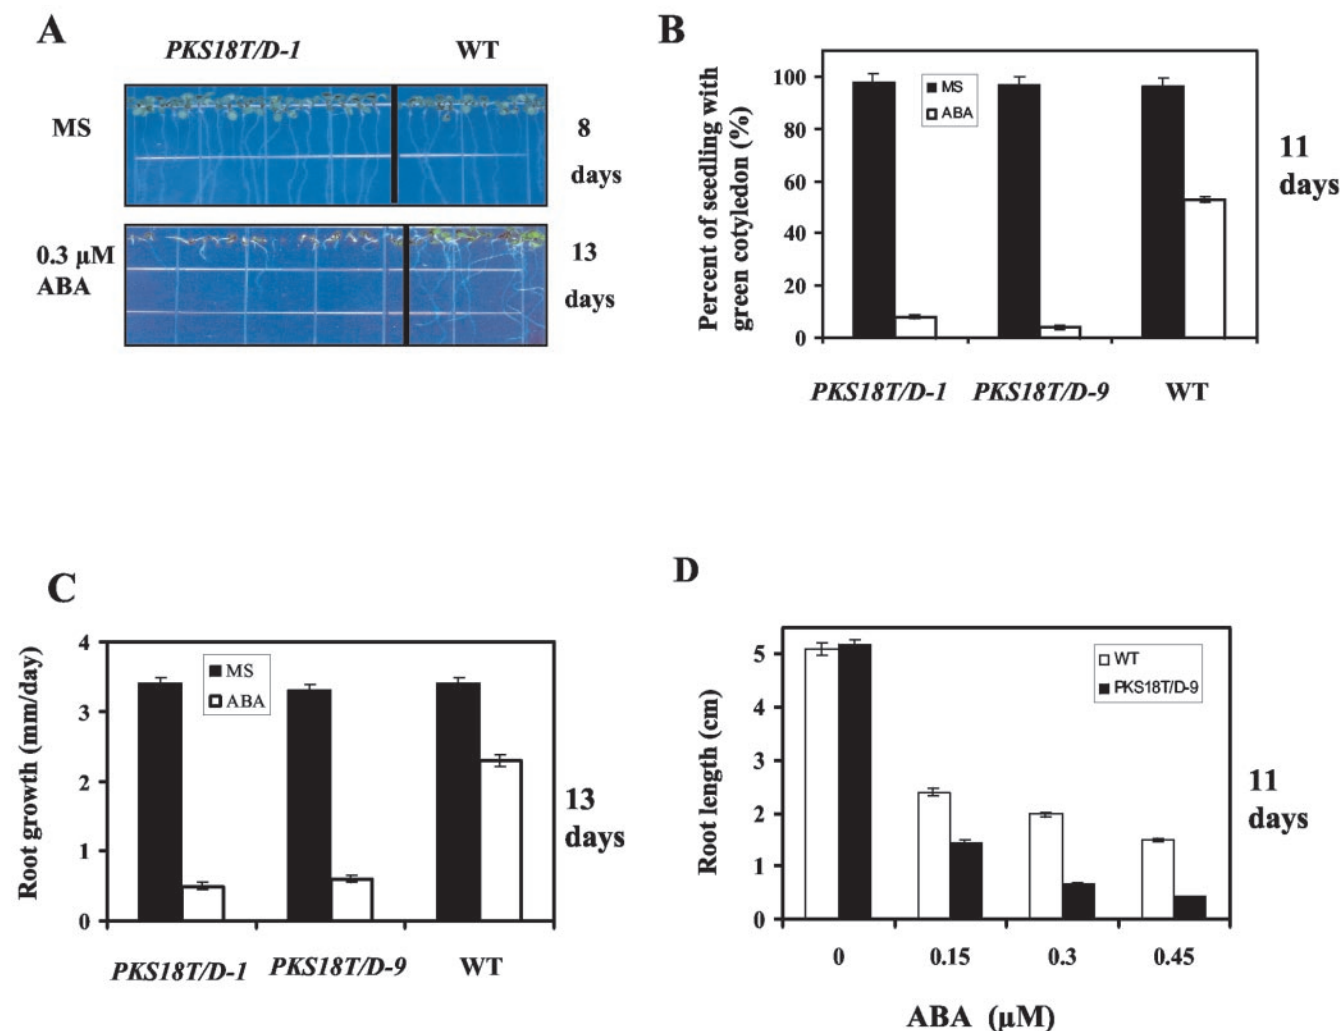 A
PKS18T/D-1 WT
MS
8
days
0.3 µM
ABA
13
days
B
Percent of seedling with
green cotyledon (%)
100
80
60
40
20
0
MS
ABA
PKS18T/D-1 PKS18T/D-9 WT
11
days
C
Root growth (mm/day)
4
3
2
1
0
MS
ABA
PKS18T/D-1 PKS18T/D-9 WT
13
days
D
Root length (cm)
5
4
3
2
1
0
WT
PKS18T/D-9
0 0.15 0.3 0.45
ABA (µM)
11
days